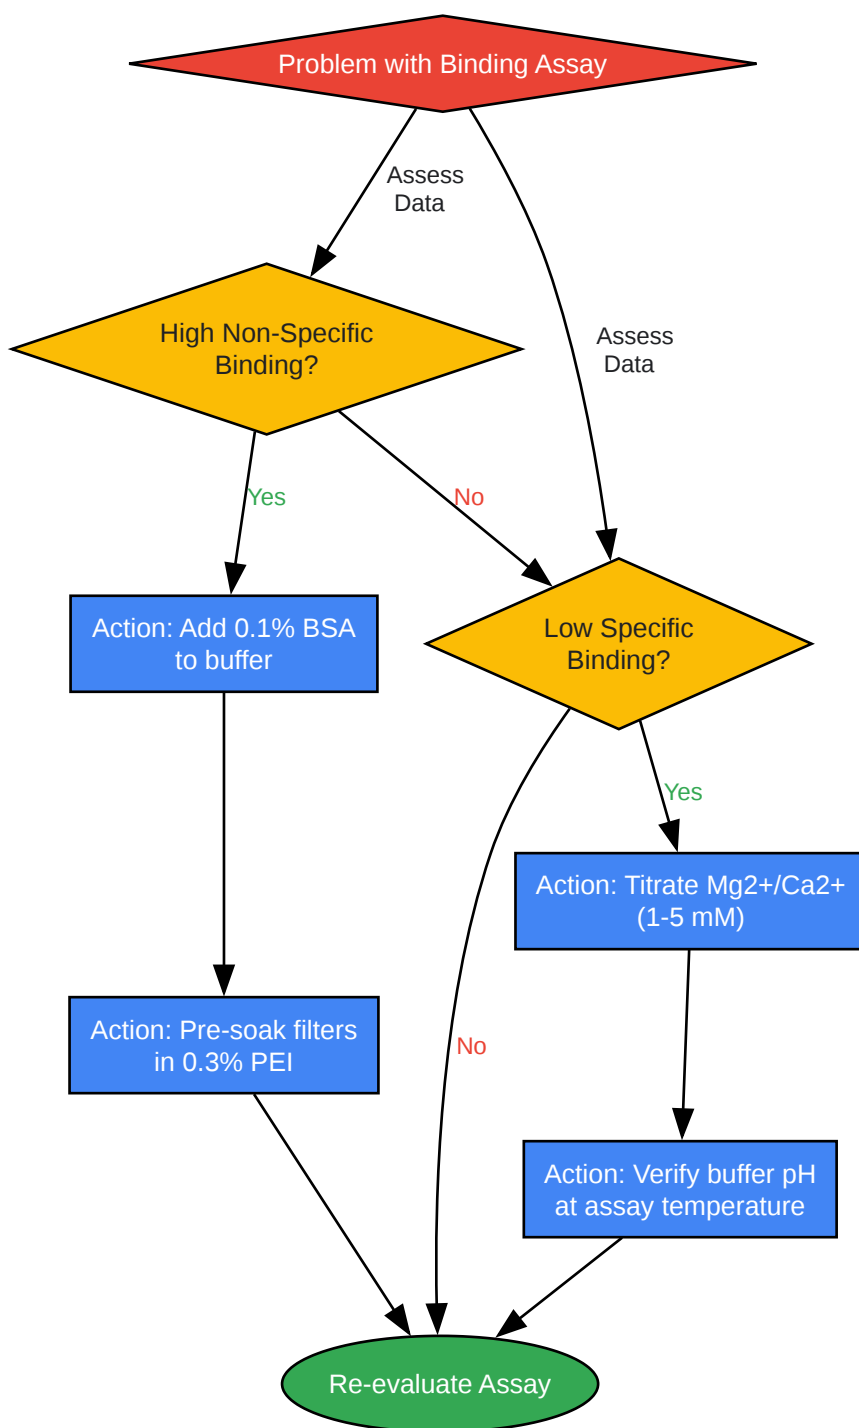 Problem with Binding Assay
Assess
Data
High Non-Specific
Binding?
Assess
Data
Yes
No
Action: Add 0.1% BSA
to buffer
Low Specific
Binding?
Yes
Action: Titrate Mg2+/Ca2+
(1-5 mM)
Action: Pre-soak filters
in 0.3% PEI
No
Action: Verify buffer pH
at assay temperature
Re-evaluate Assay